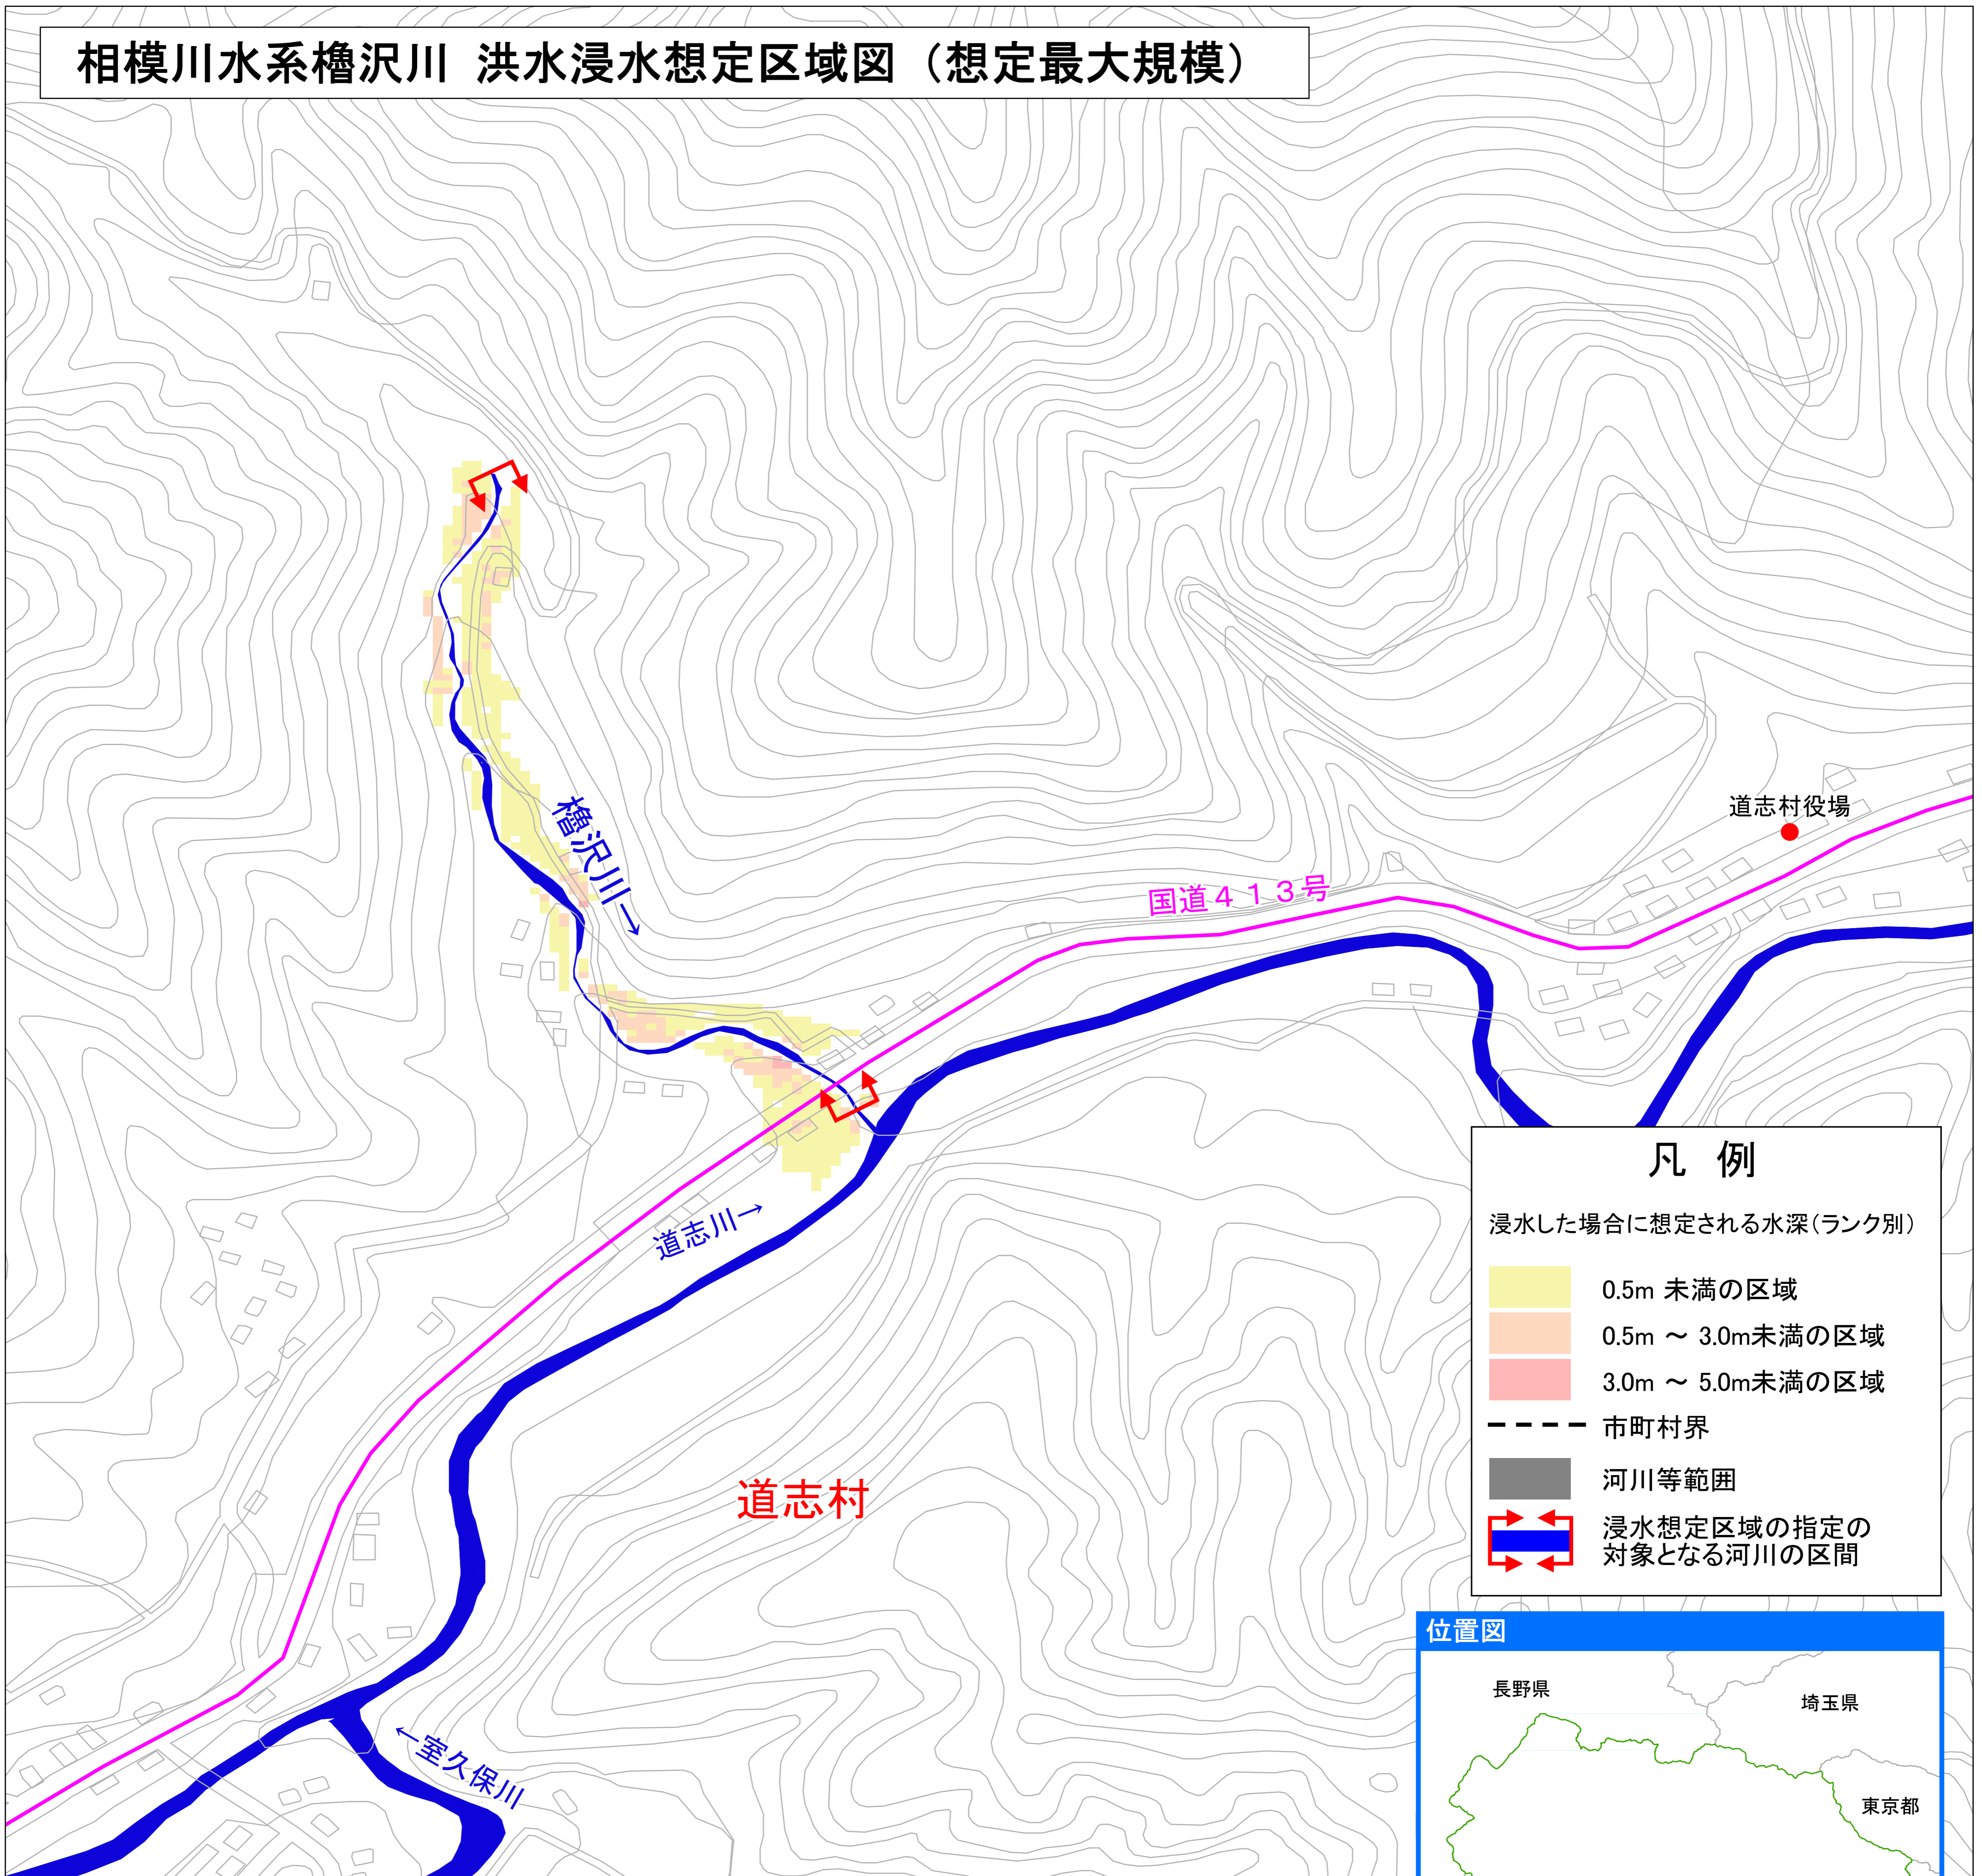 相模川水系櫓沢川 洪水浸水想定区域図（想定最大規模）
櫓沢川→
道志村役場
国道４１３号
道志川→
道志村
←室久保川
凡 例
浸水した場合に想定される水深（ランク別）
0.5m 未満の区域
0.5m ～ 3.0m未満の区域
3.0m ～ 5.0m未満の区域
市町村界
河川等範囲
浸水想定区域の指定の
対象となる河川の区間
位置図
長野県
埼玉県
東京都